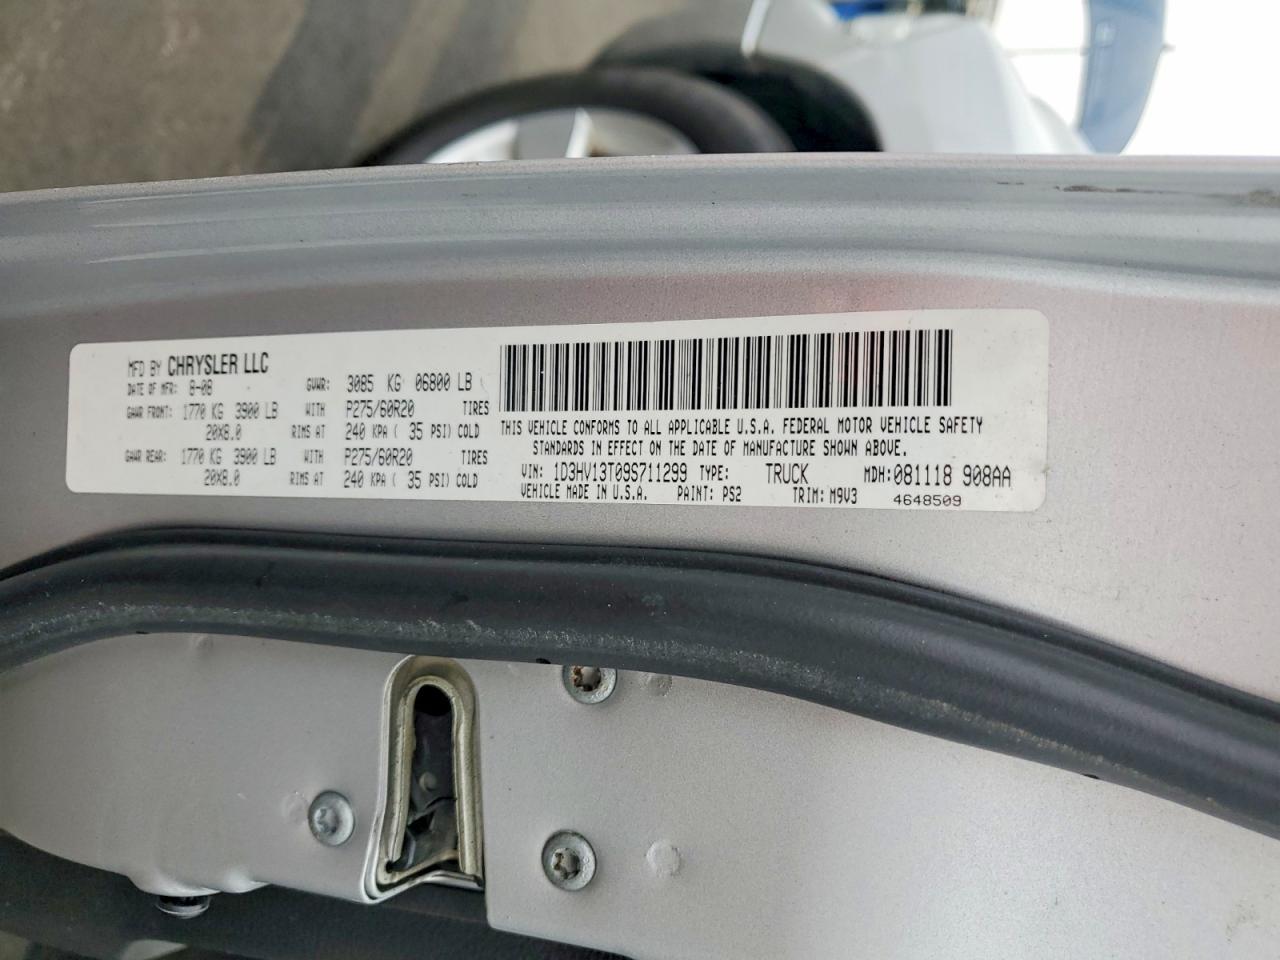 MFD BY CHRYSLER LLC
DATE OF MFR: 8-08 GVWR: 3085 KG 06800 LB
GAWR FRONT: 1770 KG 3900 LB WITH P275/60R20 TIRES
20X8.0 RIMS AT 240 KPA ( 35 PSI) COLD
GAWR REAR: 1770 KG 3900 LB WITH P275/60R20 TIRES
20X8.0 RIMS AT 240 KPA ( 35 PSI) COLD
THIS VEHICLE CONFORMS TO ALL APPLICABLE U.S.A. FEDERAL MOTOR VEHICLE SAFETY
STANDARDS IN EFFECT ON THE DATE OF MANUFACTURE SHOWN ABOVE.
VIN: 1D3HV13T09S711299 TYPE: TRUCK MDH:081118 908AA
VEHICLE MADE IN U.S.A. PAINT: PS2 TRIM: M9V3 4648509